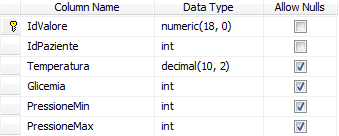 Column Name Data Type Allow Nulls
IdValore numeric(18, 0)
IdPaziente int
Temperatura decimal(10, 2)
Glicemia int
PressioneMin int
PressioneMax int